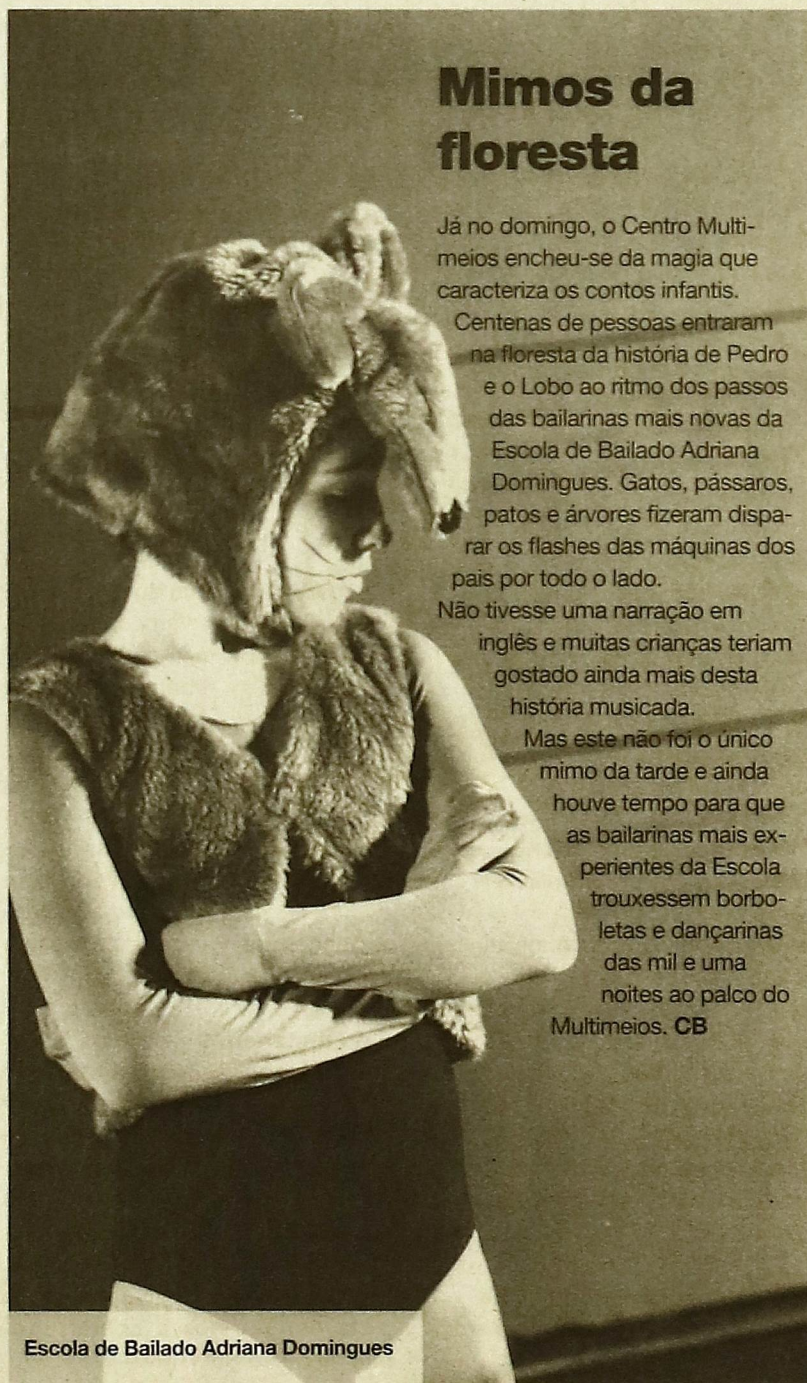 Mimos da
floresta
Já no domingo, o Centro Multi-
meios encheu-se da magia que
caracteriza os contos infantis.
Centenas de pessoas entraram
na floresta da história de Pedro
e o Lobo ao ritmo dos passos
das bailarinas mais novas da
Escola de Bailado Adriana
Domingues. Gatos, pássaros,
patos e árvores fizeram dispa-
rar os flashes das máquinas dos
pais por todo o lado.
Não tivesse uma narração em
inglês e muitas crianças teriam
gostado ainda mais desta
história musicada.
Mas este não foi o único
mimo da tarde e ainda
houve tempo para que
as bailarinas mais ex-
perientes da Escola
trouxessem borbo-
letas e dançarinas
das mil e uma
noites ao palco do
Multimeios. CB
Escola de Bailado Adriana Domingues